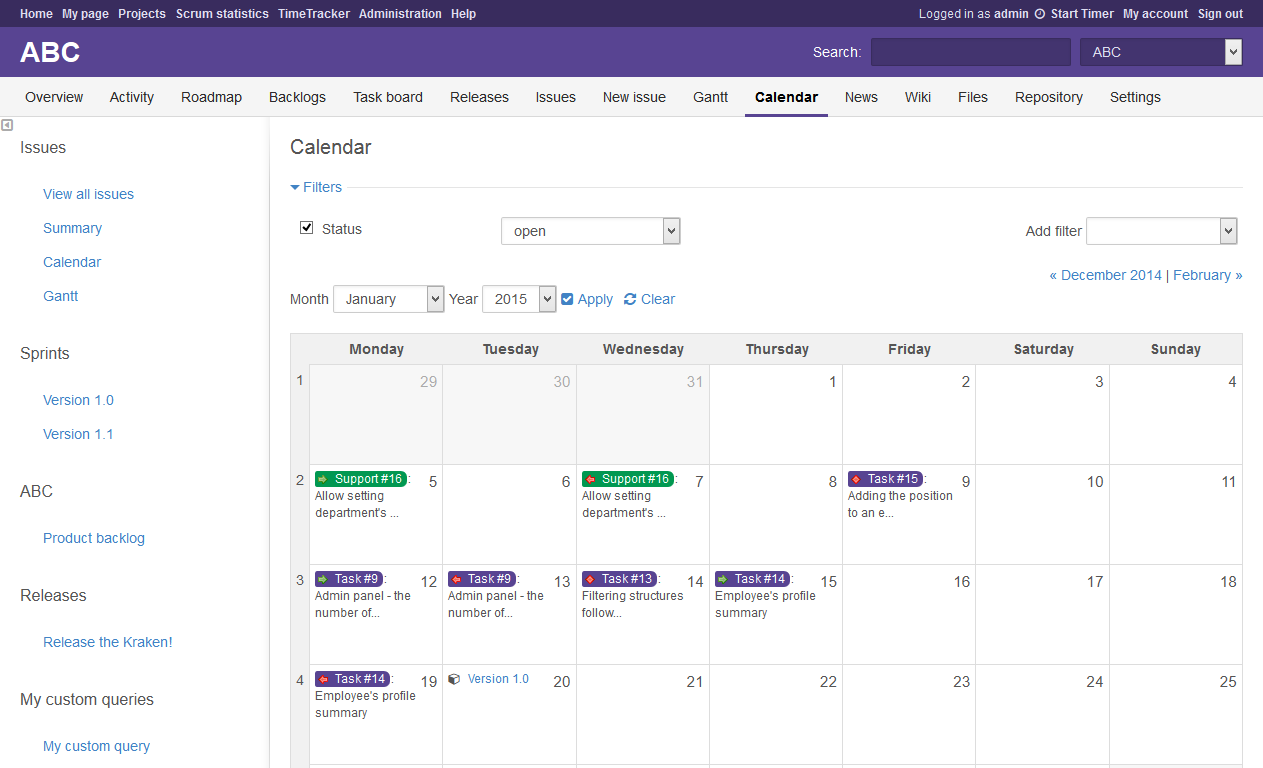 Home My page Projects Scrum statistics TimeTracker Administration Help Logged in as admin Start Timer My account Sign out
ABC Search: ABC
Overview Activity Roadmap Backlogs Task board Releases Issues New issue Gantt Calendar News Wiki Files Repository Settings
Issues
View all issues
Summary
Calendar
Gantt
Sprints
Version 1.0
Version 1.1
ABC
Product backlog
Releases
Release the Kraken!
My custom queries
My custom query
Calendar
Filters
Status open Add filter
« December 2014 | February »
Month January Year 2015 Apply Clear
Monday Tuesday Wednesday Thursday Friday Saturday Sunday
1 29 30 31 1 2 3 4
2
Support #16: 5
Allow setting
department's ...
6
Support #16: 7
Allow setting
department's ...
8
Task #15: 9
Adding the position
to an e...
10
11
3
Task #9: 12
Admin panel - the
number of...
Task #9: 13
Admin panel - the
number of...
Task #13: 14
Filtering structures
follow...
Task #14: 15
Employee's profile
summary
16
17
18
4
Task #14: 19
Employee's profile
summary
Version 1.0 20
21
22
23
24
25